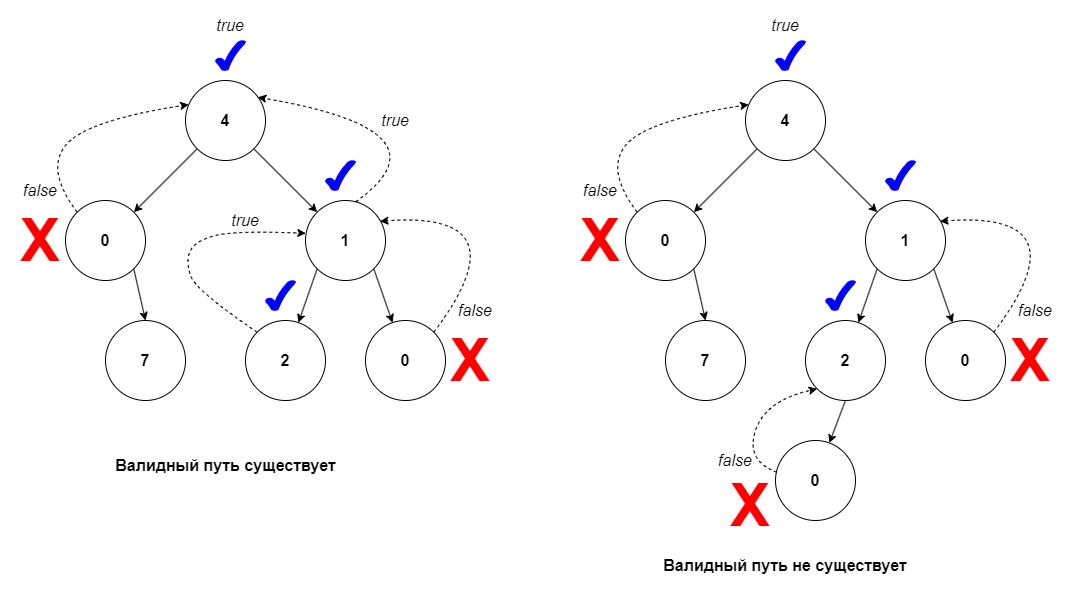 true
true
4
true
4
false
0
true
1
false
0
1
7
2
0
false
7
2
0
false
Валидный путь существует
false
0
Валидный путь не существует